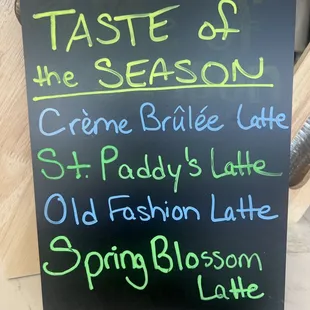 TASTE of
the SEASON
Crème Brûlée Latte
St. Paddy's Latte
Old Fashion Latte
Spring Blossom
Latte